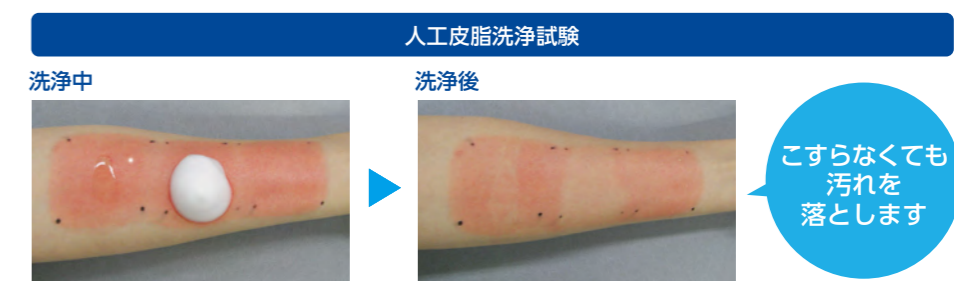 人工皮脂洗浄試験
洗浄中
洗浄後
こすらなくても
汚れを
落とします